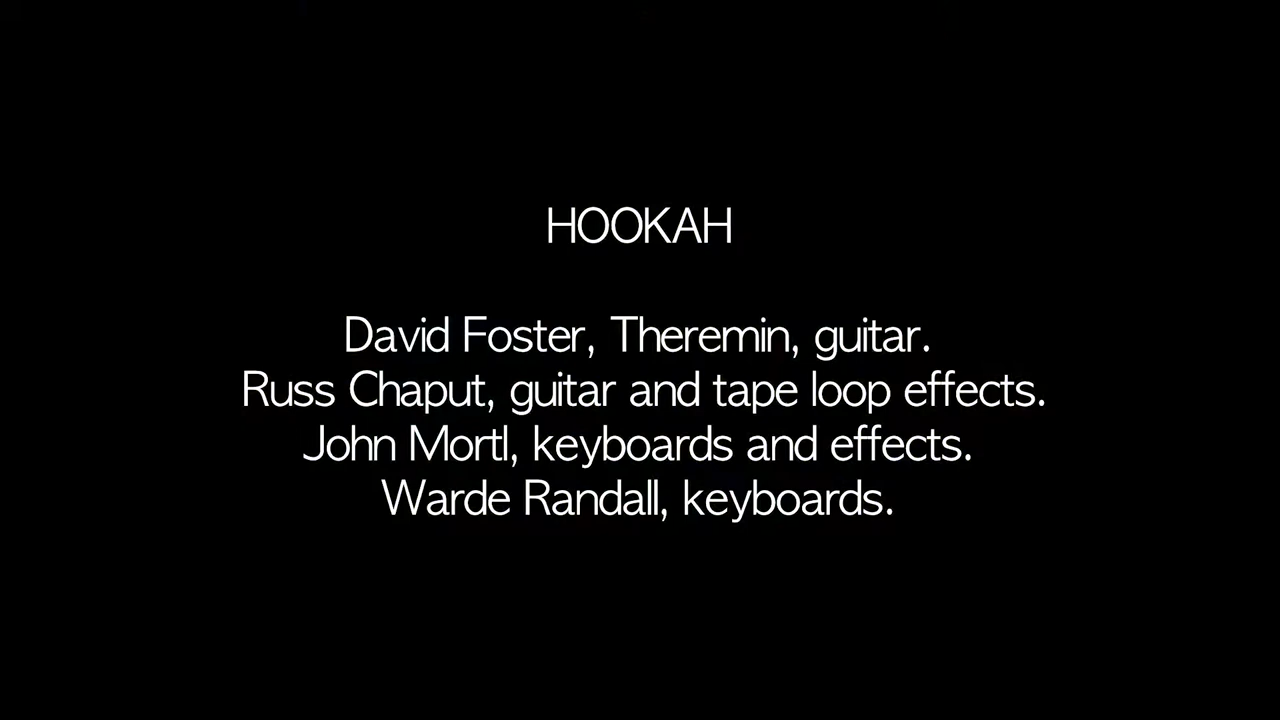 HOOKAH
David Foster, Theremin, guitar.
Russ Chaput, guitar and tape loop effects.
John Mortl, keyboards and effects.
Warde Randall, keyboards.